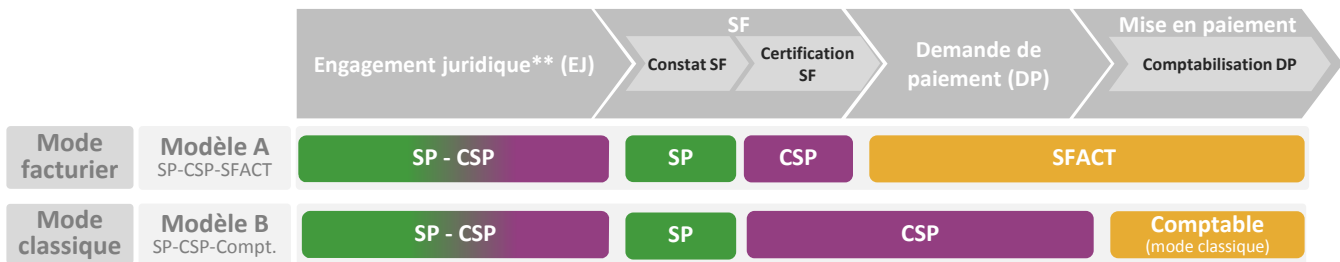 SF
Mise en paiement
Engagement juridique** (EJ)
Constat SF
Certification
SF
Demande de
paiement (DP)
Comptabilisation DP
Mode
facturier
Modèle A
SP-CSP-SFACT
SP - CSP
SP
CSP
SFACT
Mode
classique
Modèle B
SP-CSP-Compt.
SP - CSP
SP
CSP
Comptable
(mode classique)